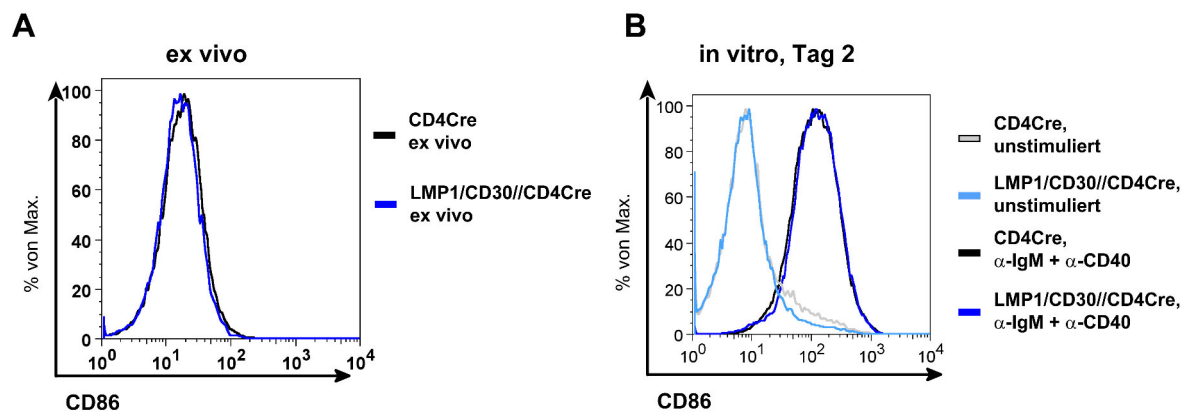 A
ex vivo
100
80
60
40
20
0
% von Max.
10^0
10^1
10^2
10^3
10^4
CD86
CD4Cre
ex vivo
LMP1/CD30//CD4Cre
ex vivo
B
in vitro, Tag 2
100
80
60
40
20
0
% von Max.
10^0
10^1
10^2
10^3
10^4
CD86
CD4Cre,
unstimuliert
LMP1/CD30//CD4Cre,
unstimuliert
CD4Cre,
α-IgM + α-CD40
LMP1/CD30//CD4Cre,
α-IgM + α-CD40